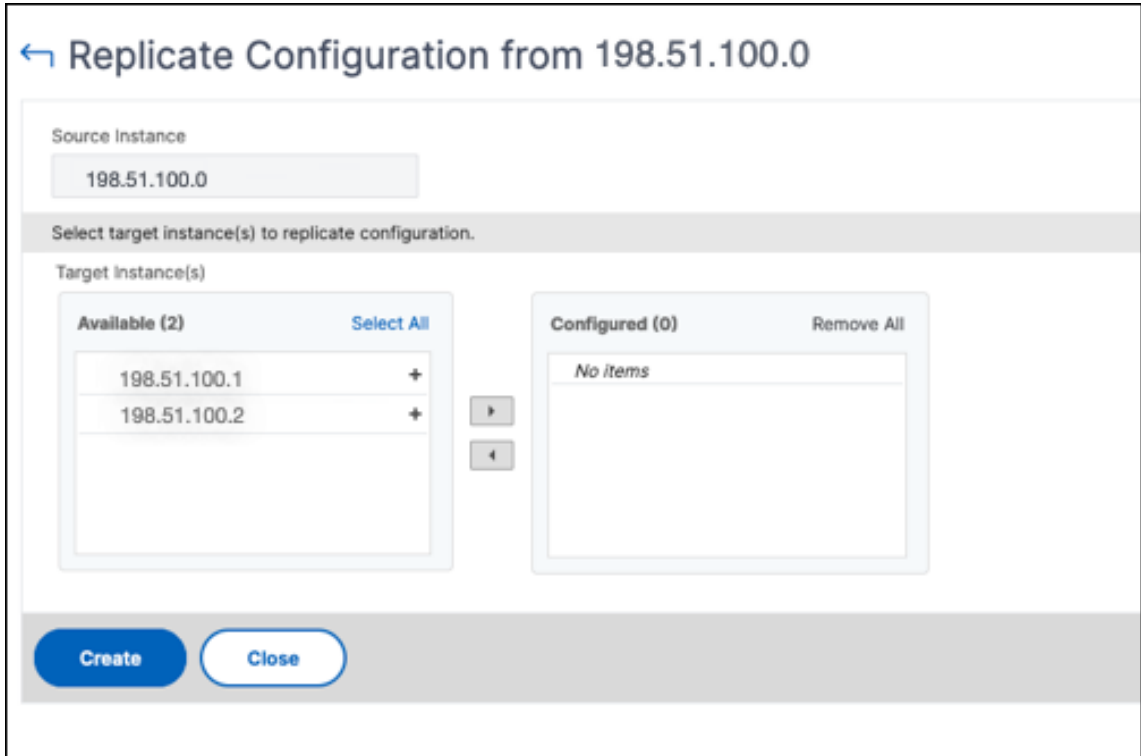 Replicate Configuration from 198.51.100.0
Source Instance
198.51.100.0
Select target instance(s) to replicate configuration.
Target Instance(s)
Available (2) Select All
198.51.100.1 +
198.51.100.2 +
Configured (0) Remove All
No items
Create Close